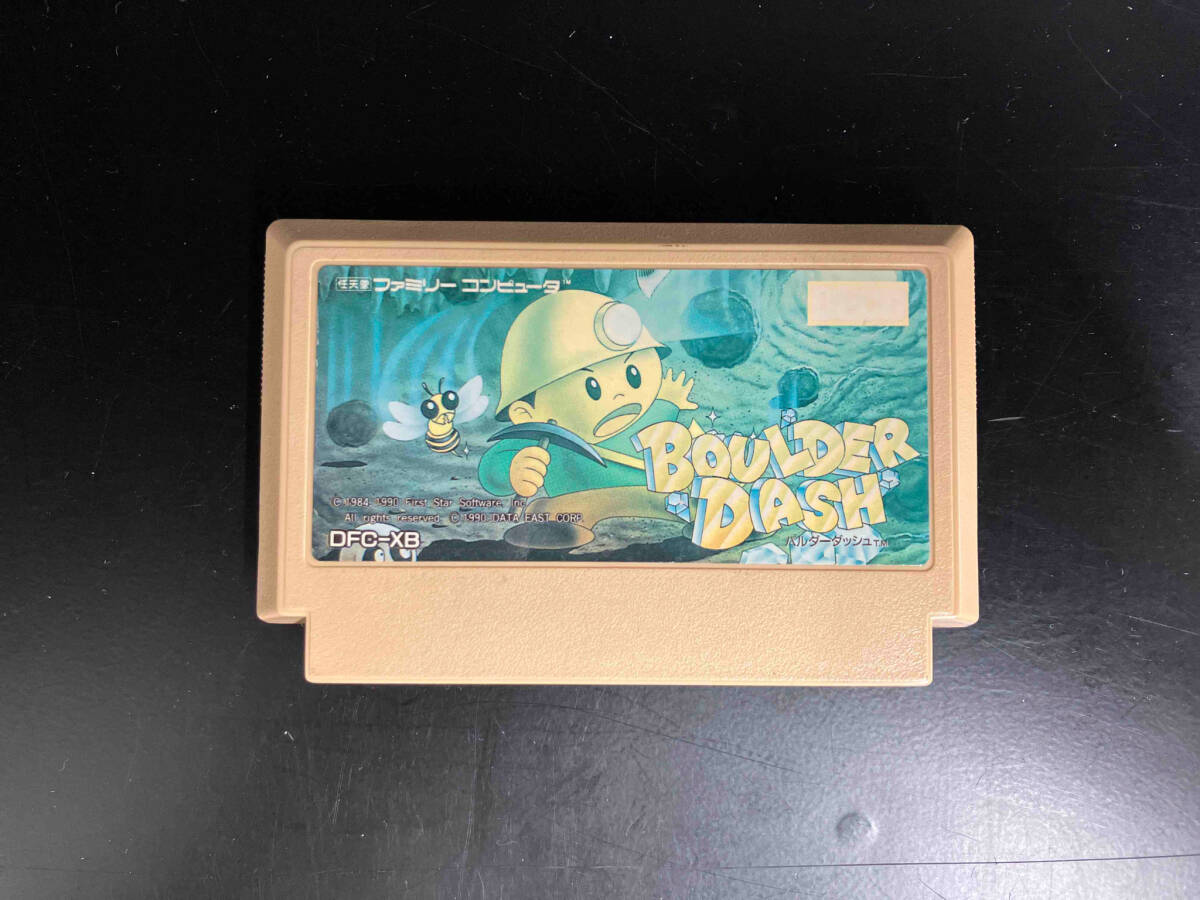 任天堂 ファミリー コンピュータ™
BOULDER
DASH
バルダーダッシュTM
© 1984 1990 First Star Software, Inc.
All rights reserved. © 1990 DATA EAST CORP.
DFC-XB